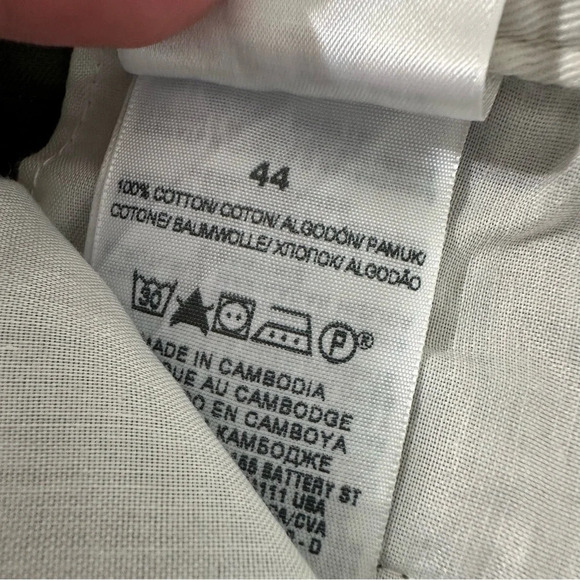 44
100% COTTON/ COTON/ ALGODÓN/ PAMUK/
COTONE/ BAUMWOLLE/ ХЛОПОК/ ALGODÃO
30 P®
MADE IN CAMBODIA
AU CAMBODGE
EN CAMBOYA
КАМБОДЖЕ
BATTERY ST
USA
- D